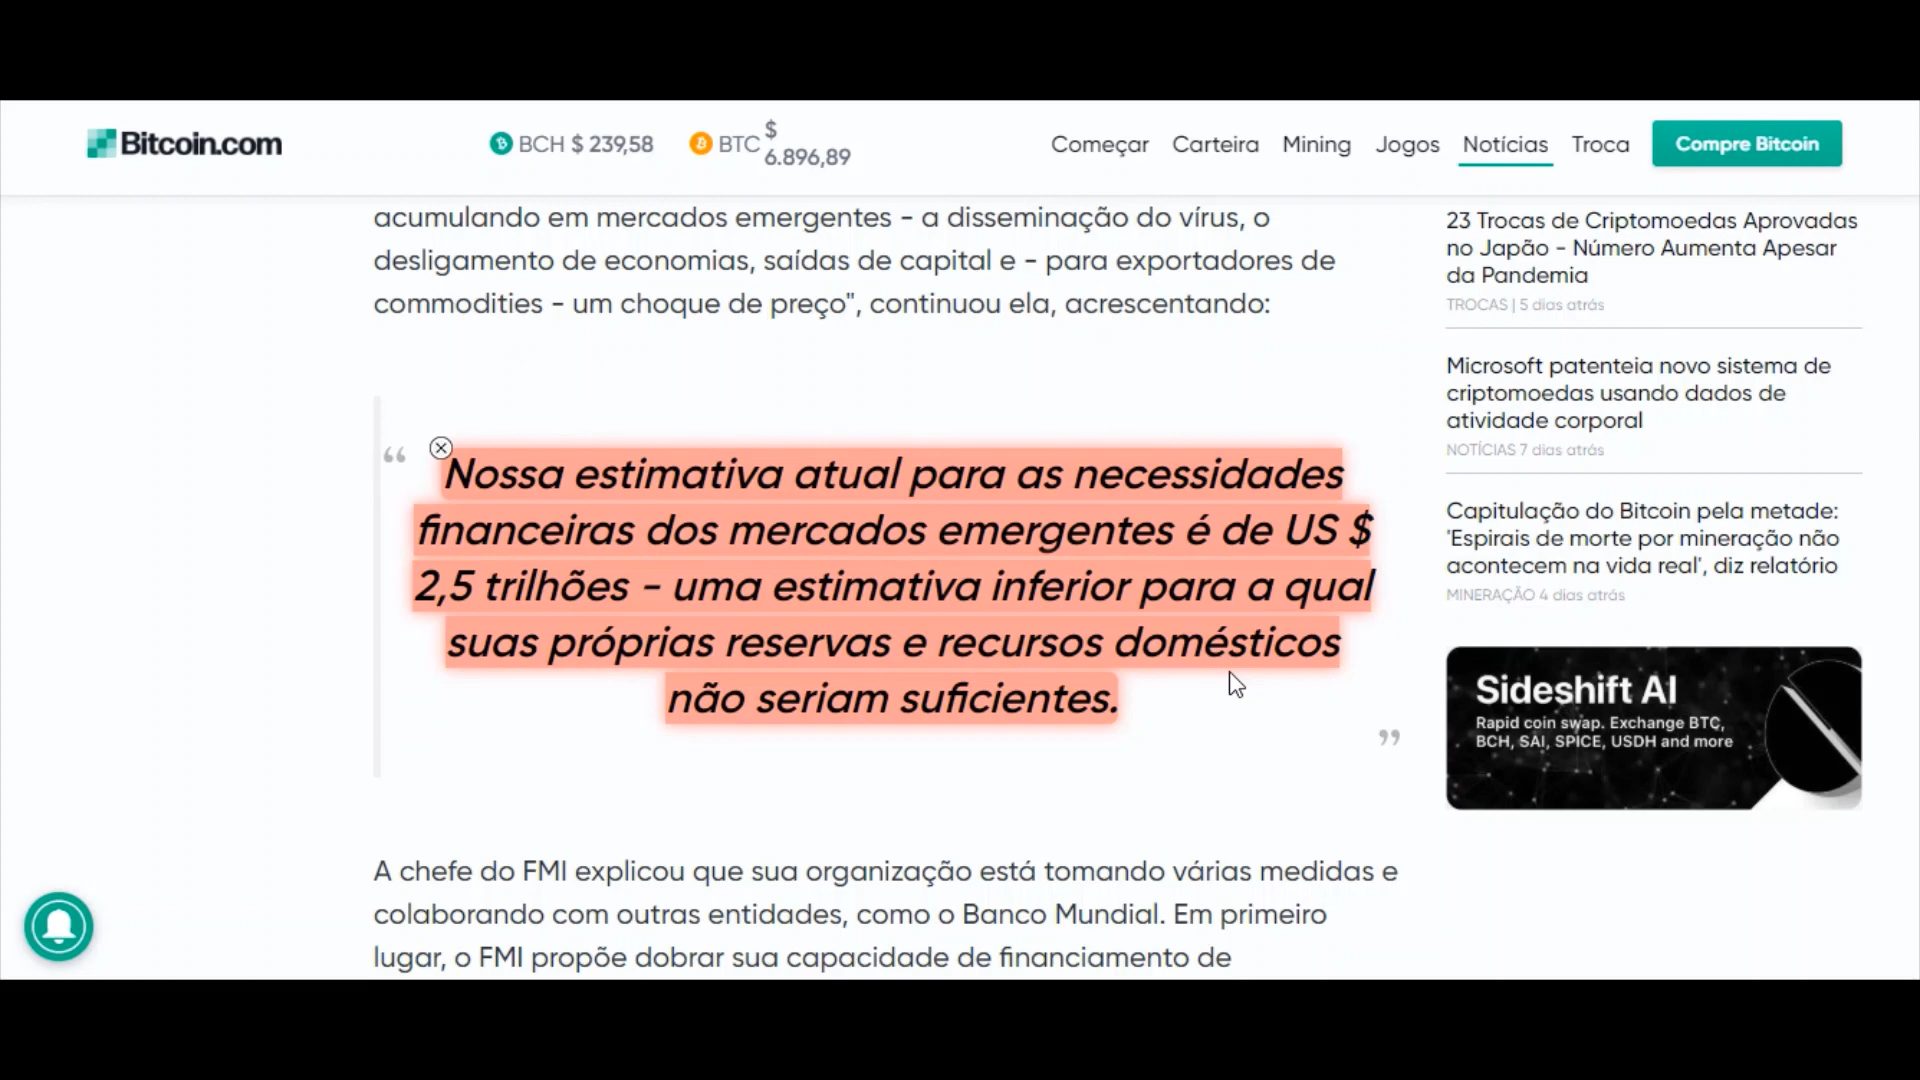 Bitcoin.com
BCH $ 239,58
BTC $ 6.896,89
Começar Carteira Mining Jogos Notícias Troca Compre Bitcoin
acumulando em mercados emergentes - a disseminação do vírus, o
desligamento de economias, saídas de capital e - para exportadores de
commodities - um choque de preço", continuou ela, acrescentando:
“
Nossa estimativa atual para as necessidades
financeiras dos mercados emergentes é de US $
2,5 trilhões - uma estimativa inferior para a qual
suas próprias reservas e recursos domésticos
não seriam suficientes.
”
A chefe do FMI explicou que sua organização está tomando várias medidas e
colaborando com outras entidades, como o Banco Mundial. Em primeiro
lugar, o FMI propõe dobrar sua capacidade de financiamento de
23 Trocas de Criptomoedas Aprovadas
no Japão - Número Aumenta Apesar
da Pandemia
TROCAS | 5 dias atrás
Microsoft patenteia novo sistema de
criptomoedas usando dados de
atividade corporal
NOTÍCIAS 7 dias atrás
Capitulação do Bitcoin pela metade:
'Espirais de morte por mineração não
acontecem na vida real', diz relatório
MINERAÇÃO 4 dias atrás
Sideshift AI
Rapid coin swap. Exchange BTC,
BCH, SAI, SPICE, USDH and more